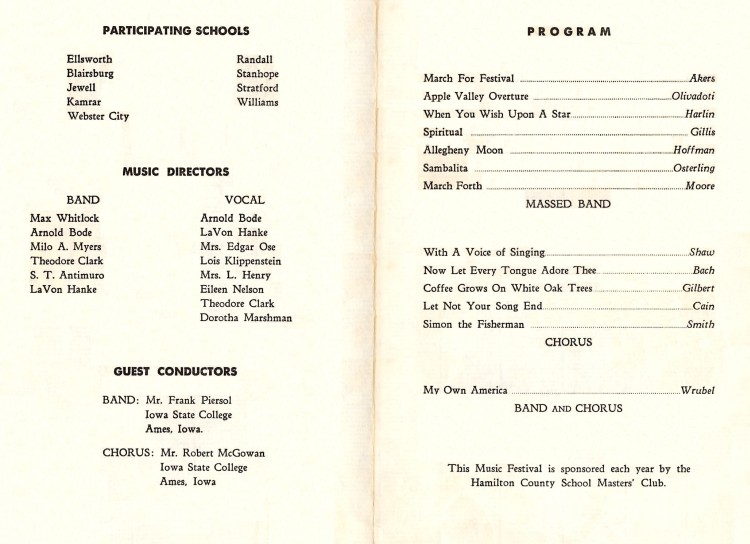 PARTICIPATING SCHOOLS
Ellsworth Randall
Blairsburg Stanhope
Jewell Stratford
Kamrar Williams
Webster City
MUSIC DIRECTORS
BAND VOCAL
Max Whitlock Arnold Bode
Arnold Bode LaVon Hanke
Milo A. Myers Mrs. Edgar Ose
Theodore Clark Lois Klippenstein
S. T. Antimuro Mrs. L. Henry
LaVon Hanke Eileen Nelson
Theodore Clark
Dorotha Marshman
GUEST CONDUCTORS
BAND: Mr. Frank Piersol
Iowa State College
Ames, Iowa.
CHORUS: Mr. Robert McGowan
Iowa State College
Ames, Iowa
PROGRAM
March For Festival Akers
Apple Valley Overture Olivadoti
When You Wish Upon A Star Harlin
Spiritual Gillis
Allegheny Moon Hoffman
Sambalita Osterling
March Forth Moore
MASSED BAND
With A Voice of Singing Shaw
Now Let Every Tongue Adore Thee Bach
Coffee Grows On White Oak Trees Gilbert
Let Not Your Song End Cain
Simon the Fisherman Smith
CHORUS
My Own America Wrubel
BAND AND CHORUS
This Music Festival is sponsored each year by the
Hamilton County School Masters' Club.